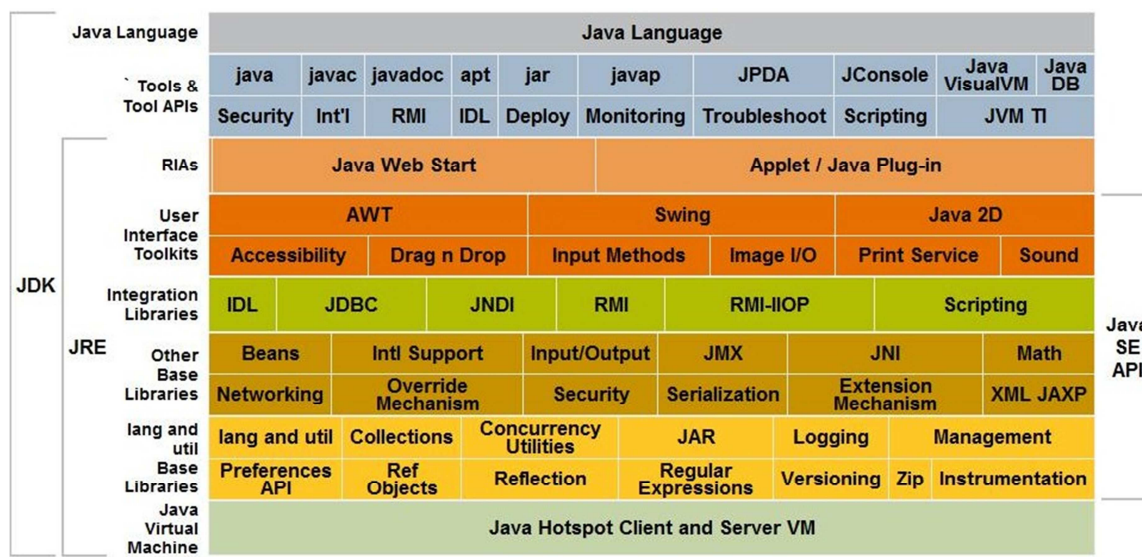 Java Language
Java Language
` Tools &
Tool APIs
java javac javadoc apt jar javap JPDA JConsole Java VisualVM Java DB
Security Int'l RMI IDL Deploy Monitoring Troubleshoot Scripting JVM TI
RIAs
Java Web Start Applet / Java Plug-in
User
Interface
Toolkits
AWT Swing Java 2D
Accessibility Drag n Drop Input Methods Image I/O Print Service Sound
JDK
Integration
Libraries
IDL JDBC JNDI RMI RMI-IIOP Scripting
JRE
Java
SE
API
Other
Base
Libraries
Beans Intl Support Input/Output JMX JNI Math
Networking Override Mechanism Security Serialization Extension Mechanism XML JAXP
lang and
util
Base
Libraries
lang and util Collections Concurrency Utilities JAR Logging Management
Preferences API Ref Objects Reflection Regular Expressions Versioning Zip Instrumentation
Java
Virtual
Machine
Java Hotspot Client and Server VM